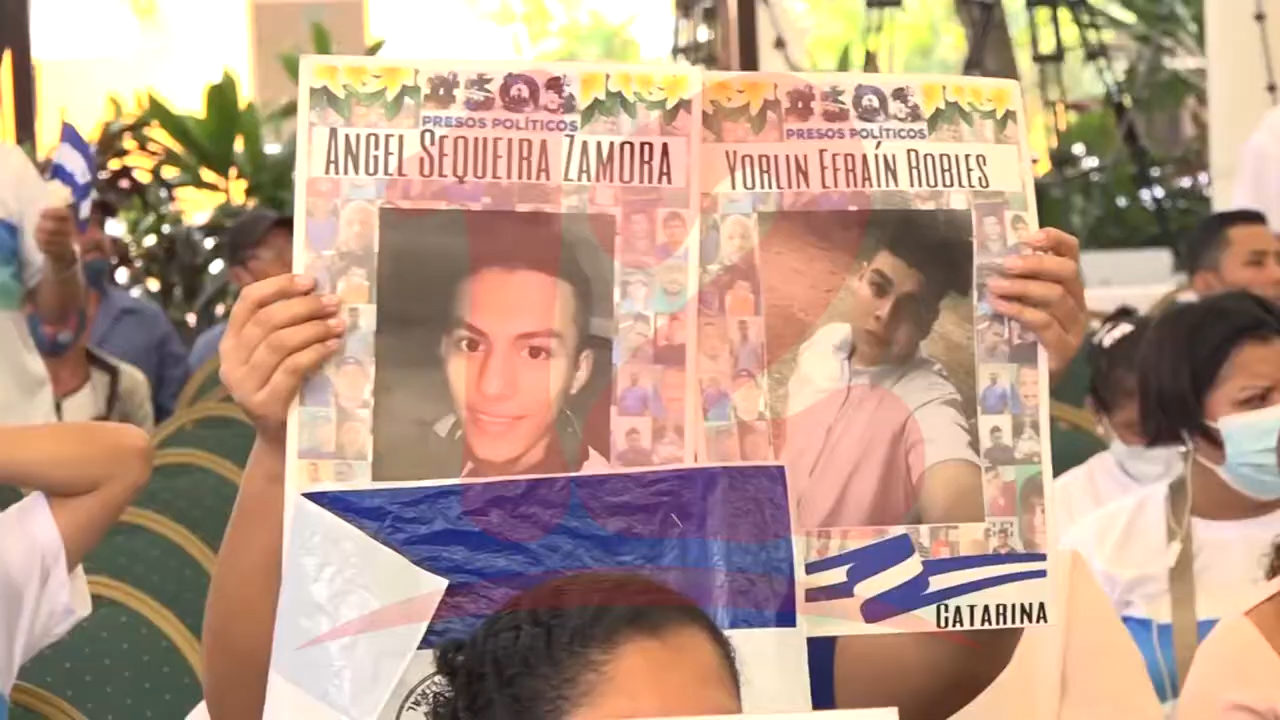 #SOS
PRESOS POLÍTICOS
ANGEL SEQUEIRA ZAMORA
#SOS
PRESOS POLÍTICOS
YORLIN EFRAÍN ROBLES
CATARINA